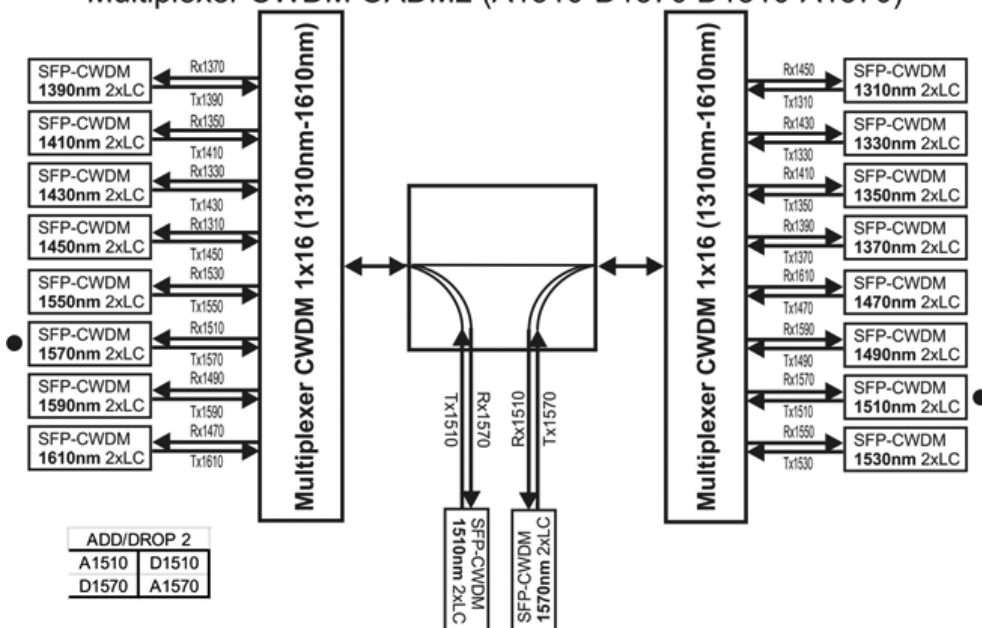 Multiplexer CWDM OADM2 (A1510-D1570-D1510-A1570)
SFP-CWDM
1390nm 2xLC
Rx1370
Tx1390
SFP-CWDM
1410nm 2xLC
Rx1350
Tx1410
SFP-CWDM
1430nm 2xLC
Rx1330
Tx1430
SFP-CWDM
1450nm 2xLC
Rx1310
Tx1450
SFP-CWDM
1550nm 2xLC
Rx1530
Tx1550
SFP-CWDM
1570nm 2xLC
Rx1510
Tx1570
SFP-CWDM
1590nm 2xLC
Rx1490
Tx1590
SFP-CWDM
1610nm 2xLC
Rx1470
Tx1610
Multiplexer CWDM 1x16 (1310nm-1610nm)
Tx1510
Rx1570
Rx1510
Tx1570
SFP-CWDM
1510nm 2xLC
SFP-CWDM
1570nm 2xLC
Multiplexer CWDM 1x16 (1310nm-1610nm)
Rx1450
Tx1310
SFP-CWDM
1310nm 2xLC
Rx1430
Tx1330
SFP-CWDM
1330nm 2xLC
Rx1410
Tx1350
SFP-CWDM
1350nm 2xLC
Rx1390
Tx1370
SFP-CWDM
1370nm 2xLC
Rx1610
Tx1470
SFP-CWDM
1470nm 2xLC
Rx1590
Tx1490
SFP-CWDM
1490nm 2xLC
Rx1570
Tx1510
SFP-CWDM
1510nm 2xLC
Rx1550
Tx1530
SFP-CWDM
1530nm 2xLC
ADD/DROP 2
A1510 D1510
D1570 A1570